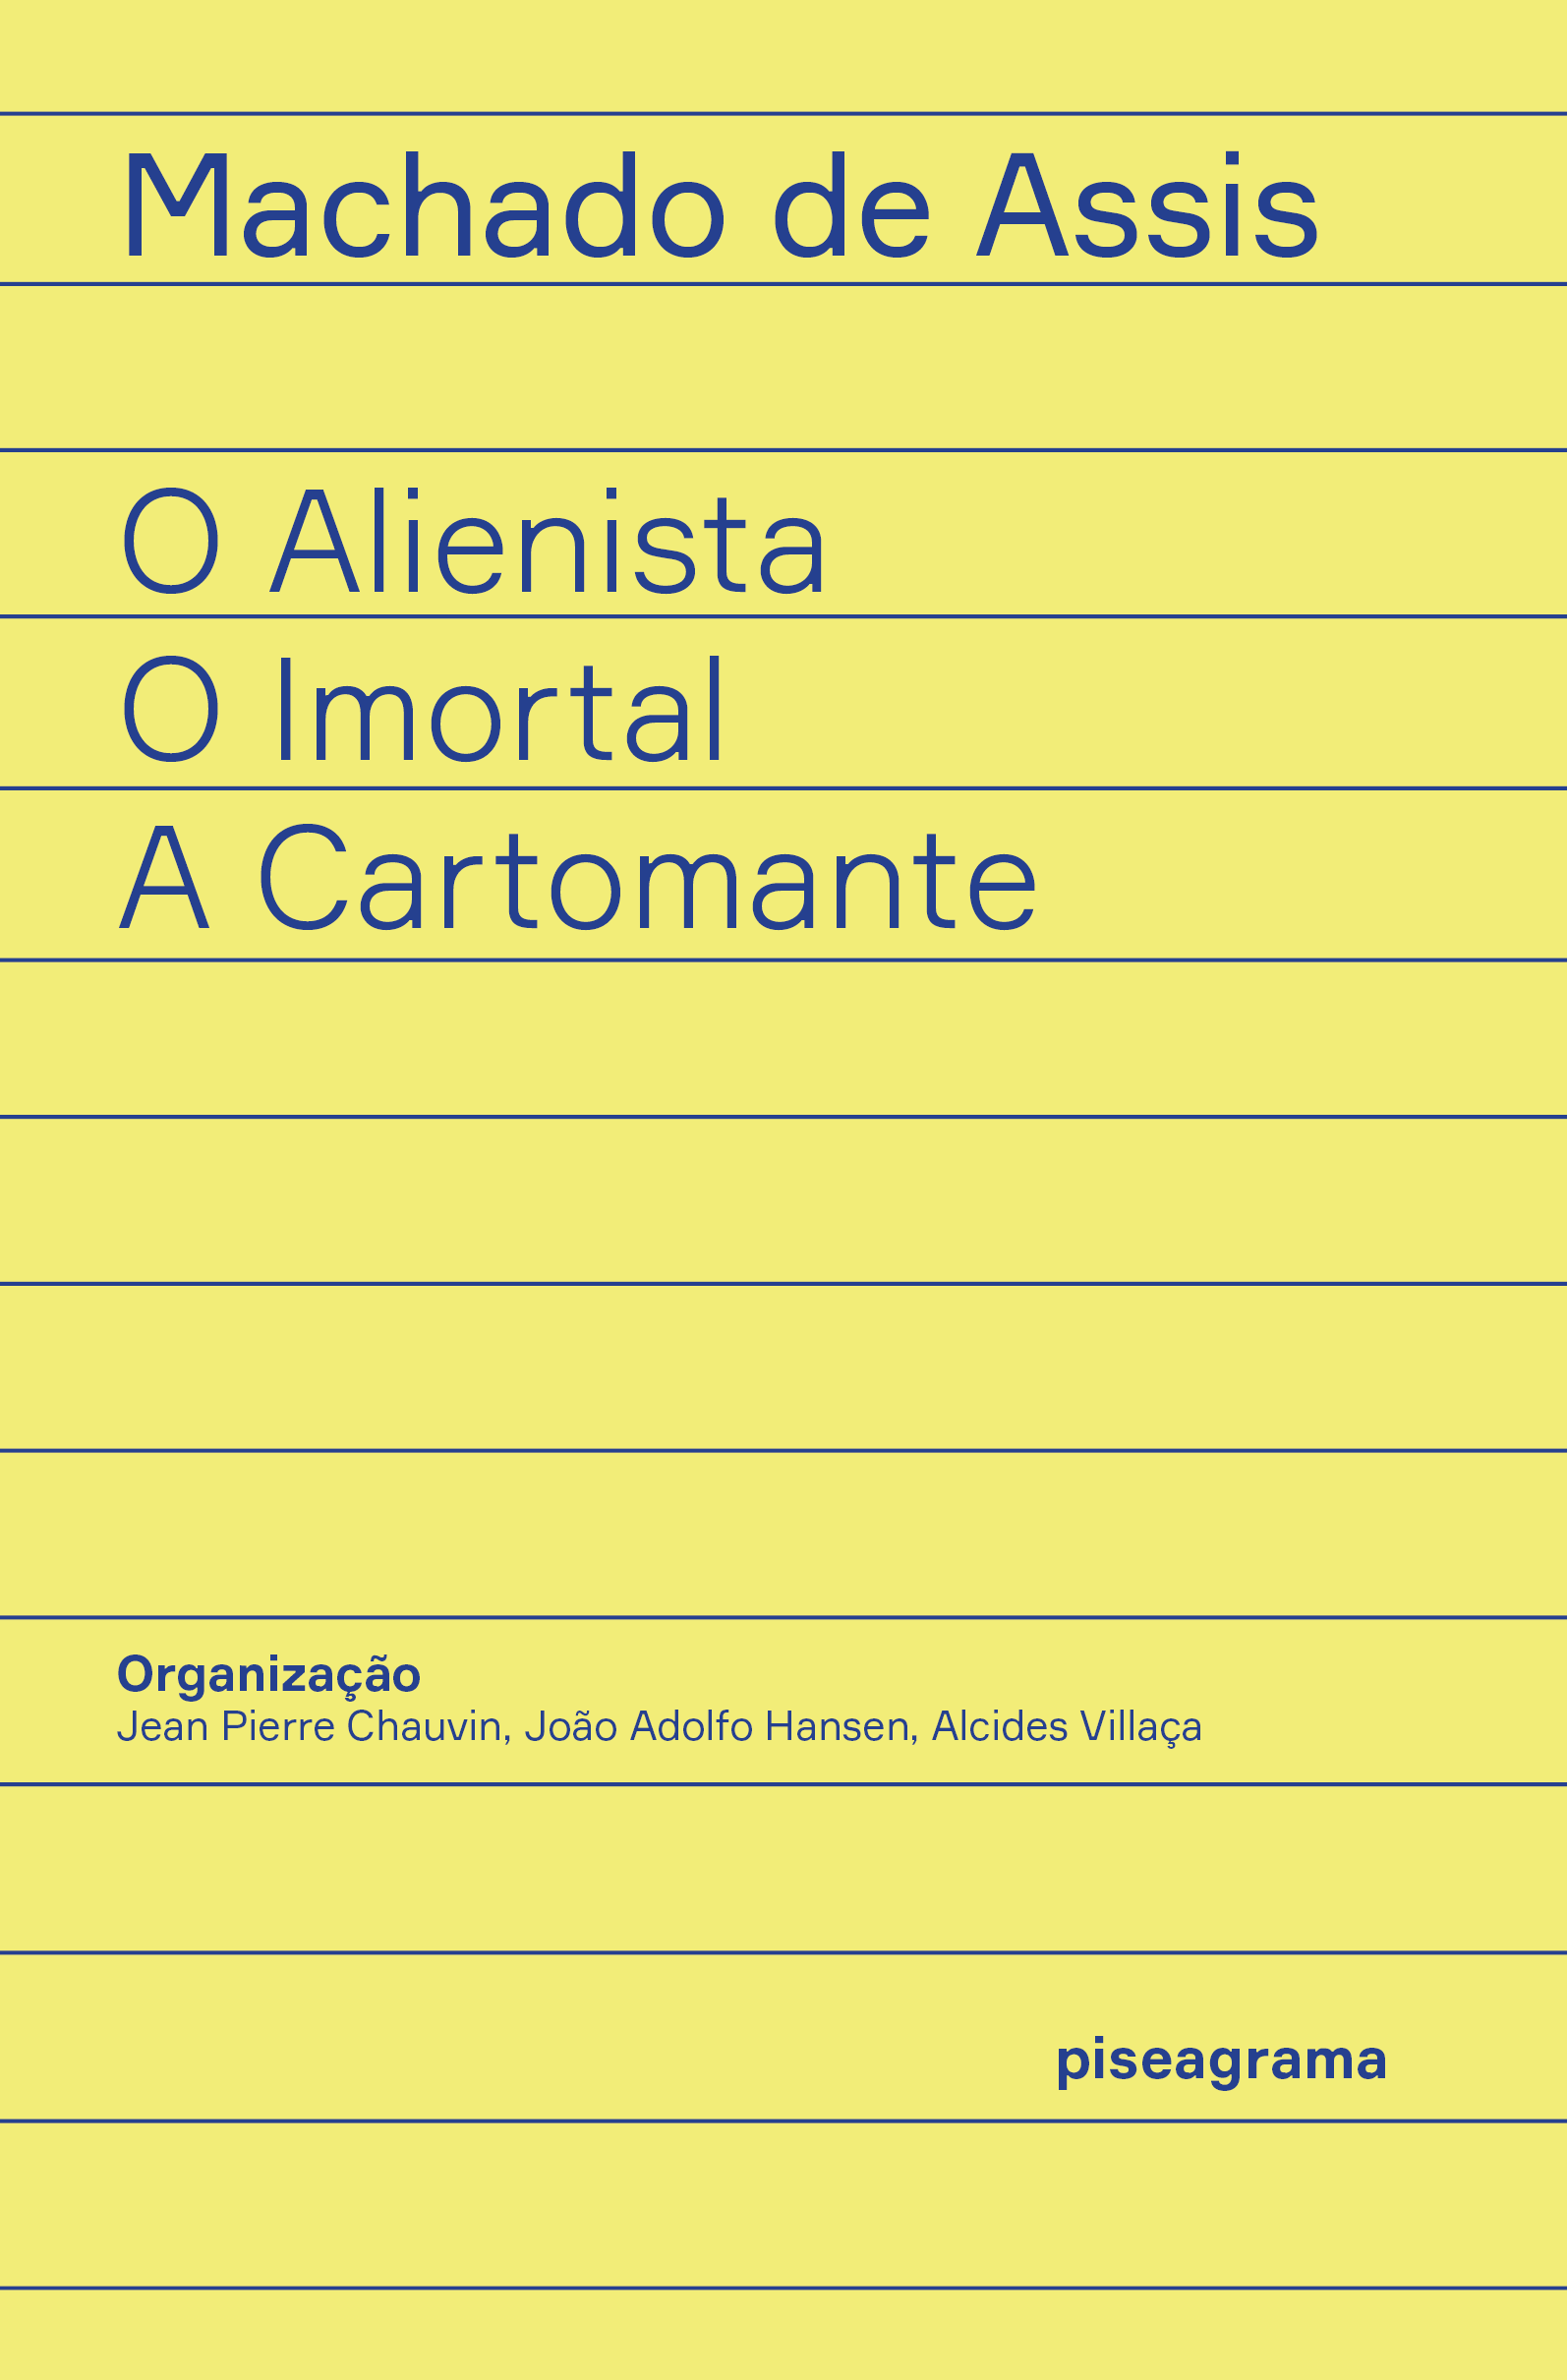 Machado de Assis
O Alienista
O Imortal
A Cartomante
Organização
Jean Pierre Chauvin, João Adolfo Hansen, Alcides Villaça
piseagrama